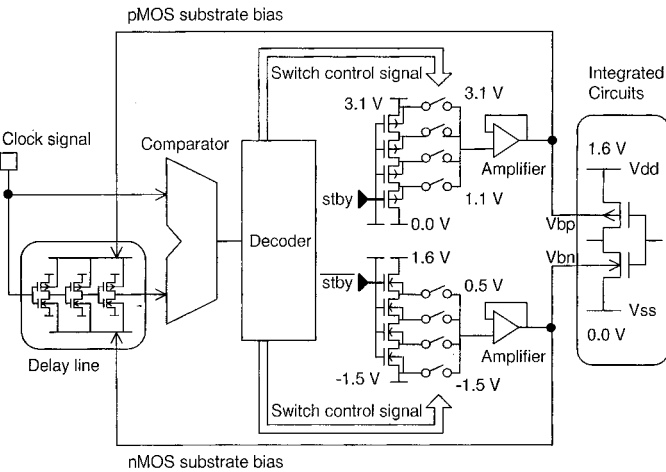 pMOS substrate bias
Switch control signal
Integrated
Circuits
3.1 V
3.1 V
Clock signal
Comparator
1.6 V
Amplifier
Vdd
stby
1.1 V
0.0 V
Vbp
Decoder
1.6 V
Vbn
stby
0.5 V
Vss
Delay line
Amplifier
0.0 V
-1.5 V
-1.5 V
Switch control signal
nMOS substrate bias